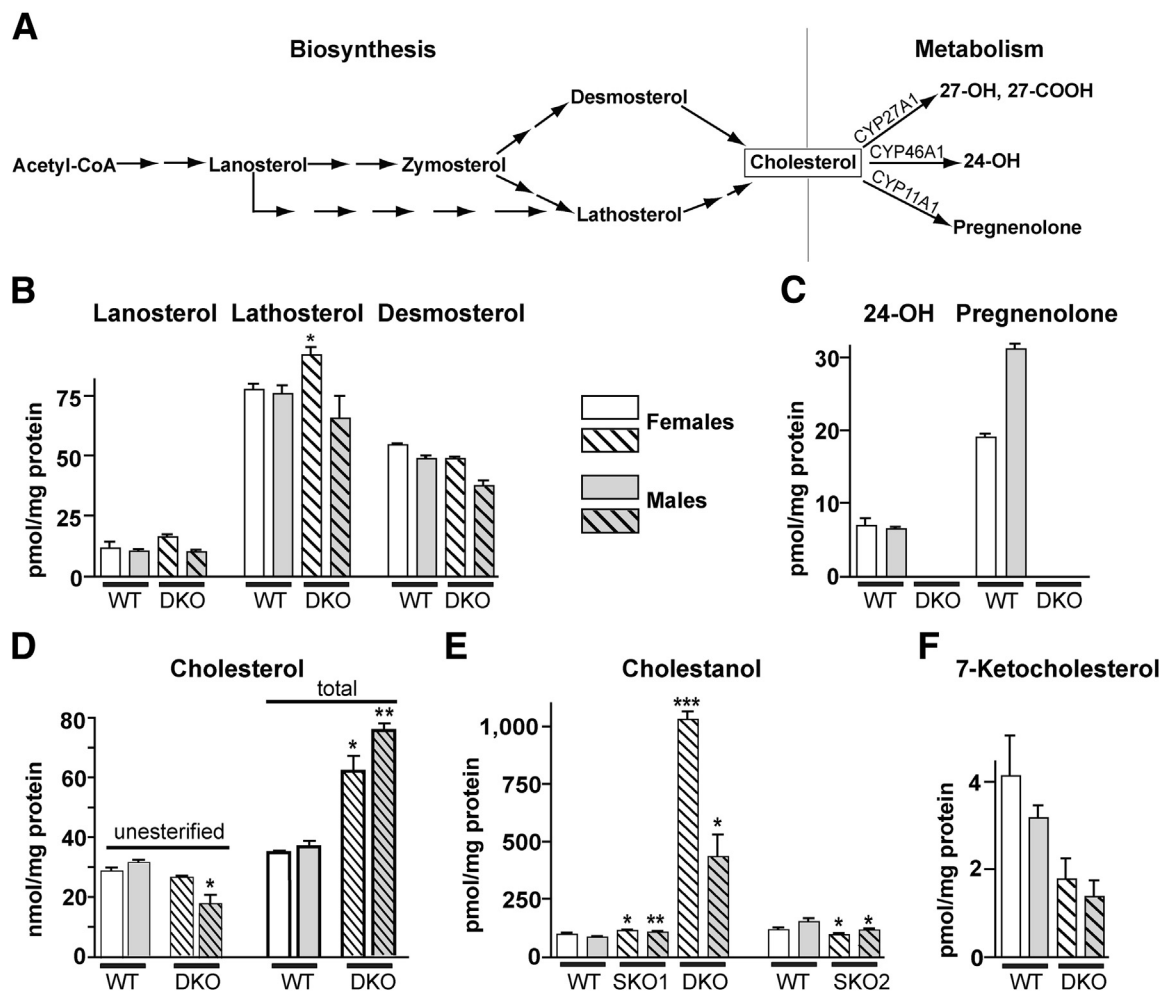 A
Biosynthesis Metabolism
Desmosterol
27-OH, 27-COOH
CYP27A1
Acetyl-CoA Lanosterol Zymosterol Cholesterol CYP46A1 24-OH
CYP11A1
Lathosterol
Pregnenolone
B
Lanosterol Lathosterol Desmosterol
*
pmol/mg protein
75
50
25
0
WT DKO WT DKO WT DKO
Females
Males
C
24-OH Pregnenolone
pmol/mg protein
30
20
10
0
WT DKO WT DKO
D
Cholesterol
total
unesterified
nmol/mg protein
80
60
40
20
0
* * **
WT DKO WT DKO
E
Cholestanol
pmol/mg protein
1,000
750
500
250
0
* ** *** * * *
WT SKO1 DKO WT SKO2
F
7-Ketocholesterol
pmol/mg protein
4
2
0
WT DKO